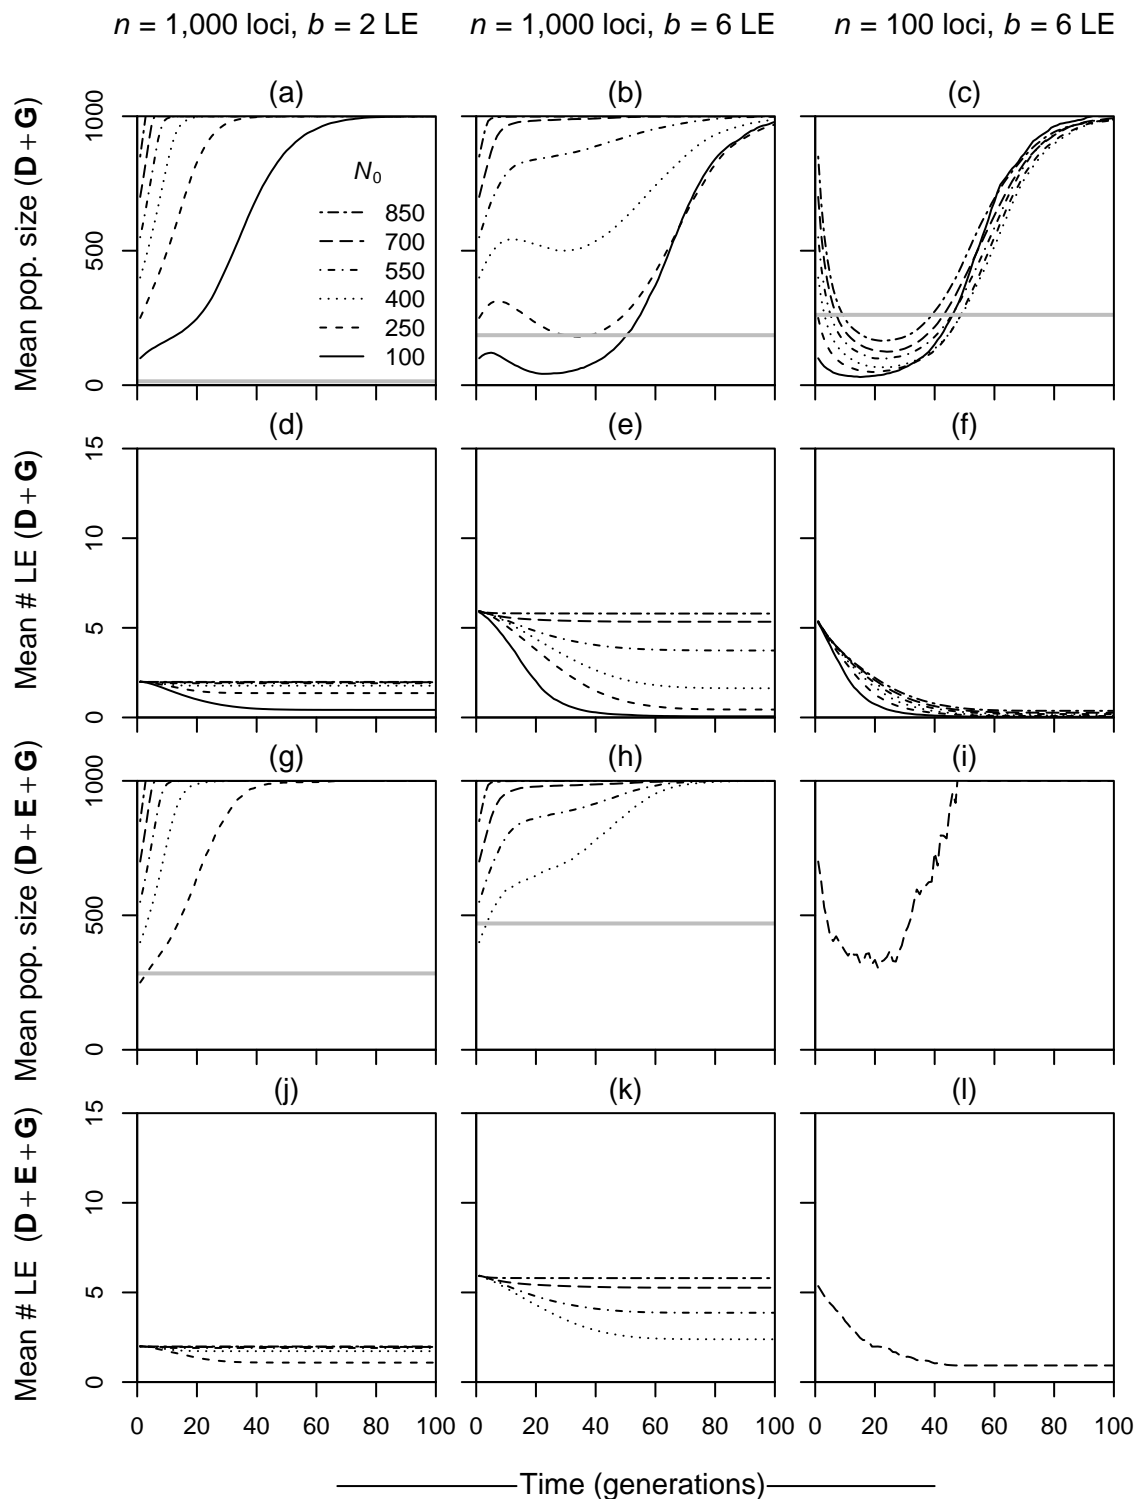 n = 1,000 loci, b = 2 LE n = 1,000 loci, b = 6 LE n = 100 loci, b = 6 LE
(a) (b) (c)
Mean pop. size (D + G)
0 500 1000
N0
850
700
550
400
250
100
(d) (e) (f)
Mean # LE (D + G)
0 5 10 15
(g) (h) (i)
Mean pop. size (D + E + G)
0 500 1000
(j) (k) (l)
Mean # LE (D + E + G)
0 5 10 15
0 20 40 60 80 100 0 20 40 60 80 100 0 20 40 60 80 100
Time (generations)